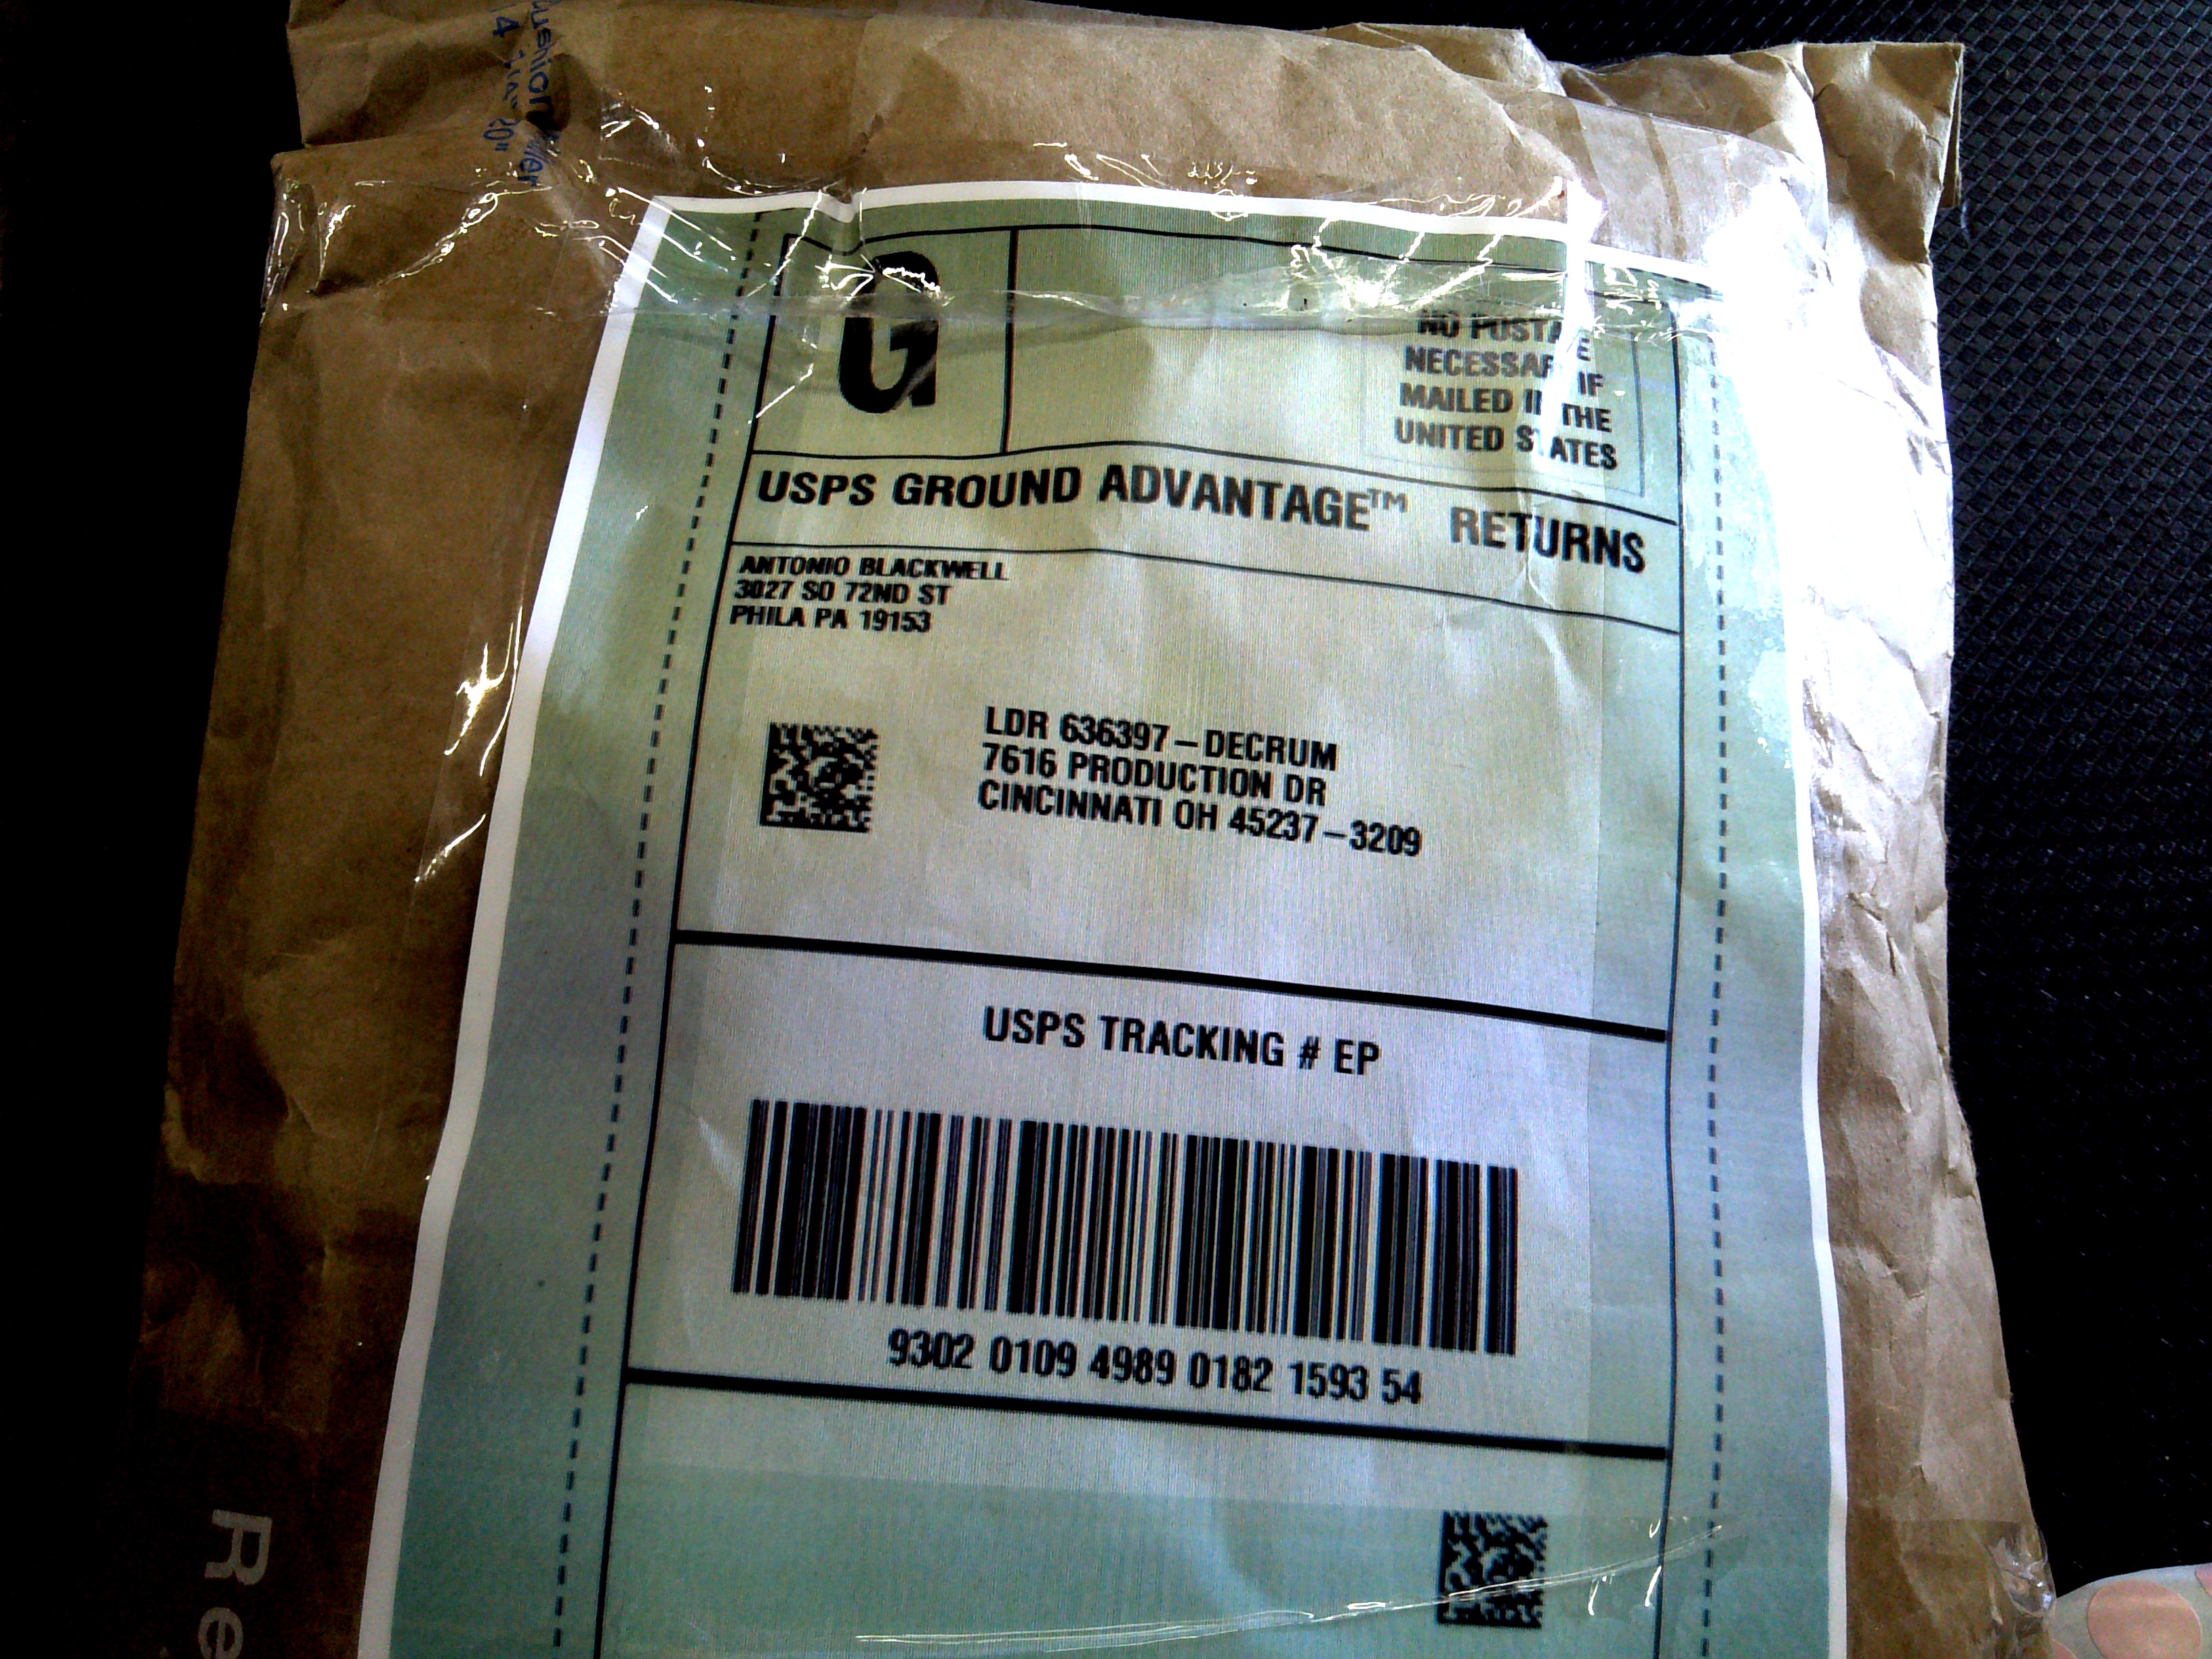 G
NO POSTAGE
NECESSARY IF
MAILED IN THE
UNITED STATES
USPS GROUND ADVANTAGE™ RETURNS
ANTONIO BLACKWELL
3027 SO 72ND ST
PHILA PA 19153
LDR 636397-DECRUM
7616 PRODUCTION DR
CINCINNATI OH 45237-3209
USPS TRACKING # EP
9302 0109 4989 0182 1593 54
Re